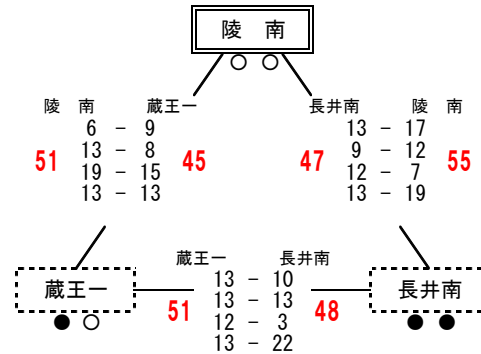 陵 南
○ ○
陵 南 蔵王一
6 - 9
51 13 - 8 45
19 - 15
13 - 13
長井南 陵 南
13 - 17
47 9 - 12 55
12 - 7
13 - 19
蔵王一 長井南
13 - 10
51 13 - 13 48
12 - 3
13 - 22
蔵王一
● ○
長井南
● ●